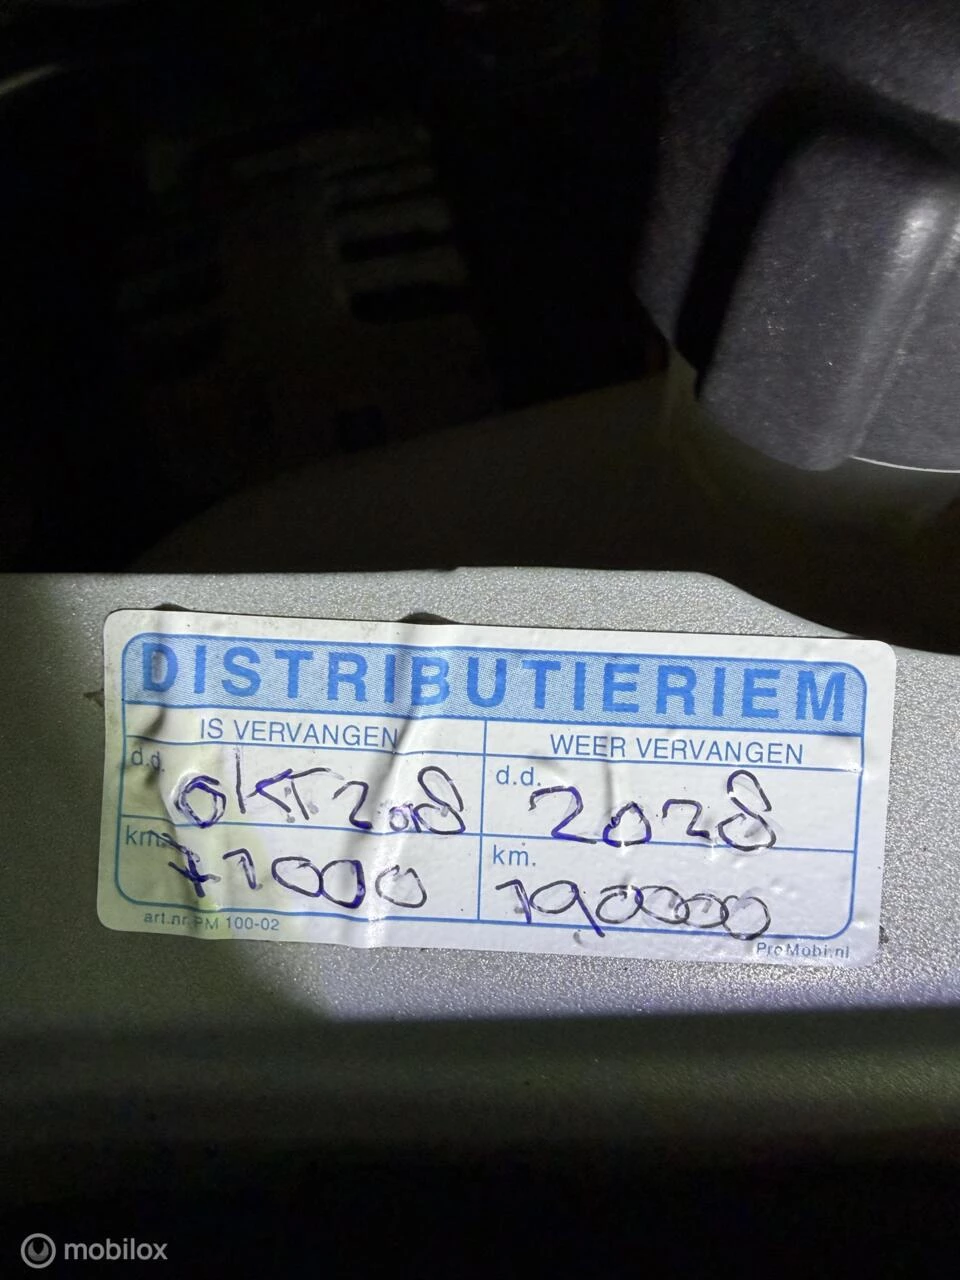 DISTRIBUTIERIEM
IS VERVANGEN
WEER VERVANGEN
d.d. OKT 2018
d.d. 2028
km. 71000
km. 190000
art.nr. PM 100-02
ProMobi.nl
mobilox